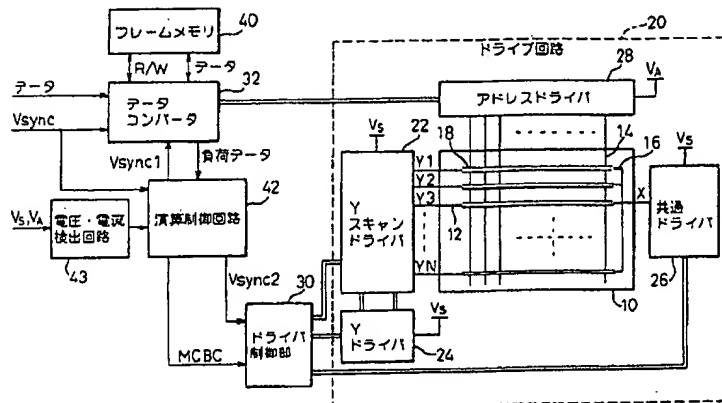 40
フレームメモリ
R/W
データ
32
データ
Vsync
データ
コンバータ
Vsync1
負荷データ
42
演算制御回路
VS,VA
電圧・電流
検出回路
43
Vsync2
MCBC
30
ドライバ
制御部
20
ドライブ回路
28
アドレスドライバ
VA
VS
22
Y
スキャン
ドライバ
Y1
Y2
Y3
YN
18
12
14
16
10
X
VS
共通
ドライバ
26
Y
ドライバ
VS
24